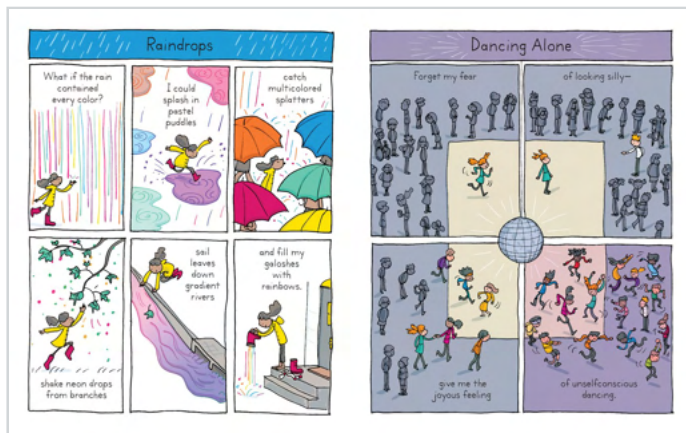 Raindrops
What if the rain
contained
every color?
I could
splash in
pastel
puddles
catch
multicolored
splatters
shake neon drops
from branches
sail
leaves
down
gradient
rivers
and fill my
galoshes
with
rainbows.
Dancing Alone
Forget my fear
of looking silly—
give me the
joyous feeling
of unselfconscious
dancing.